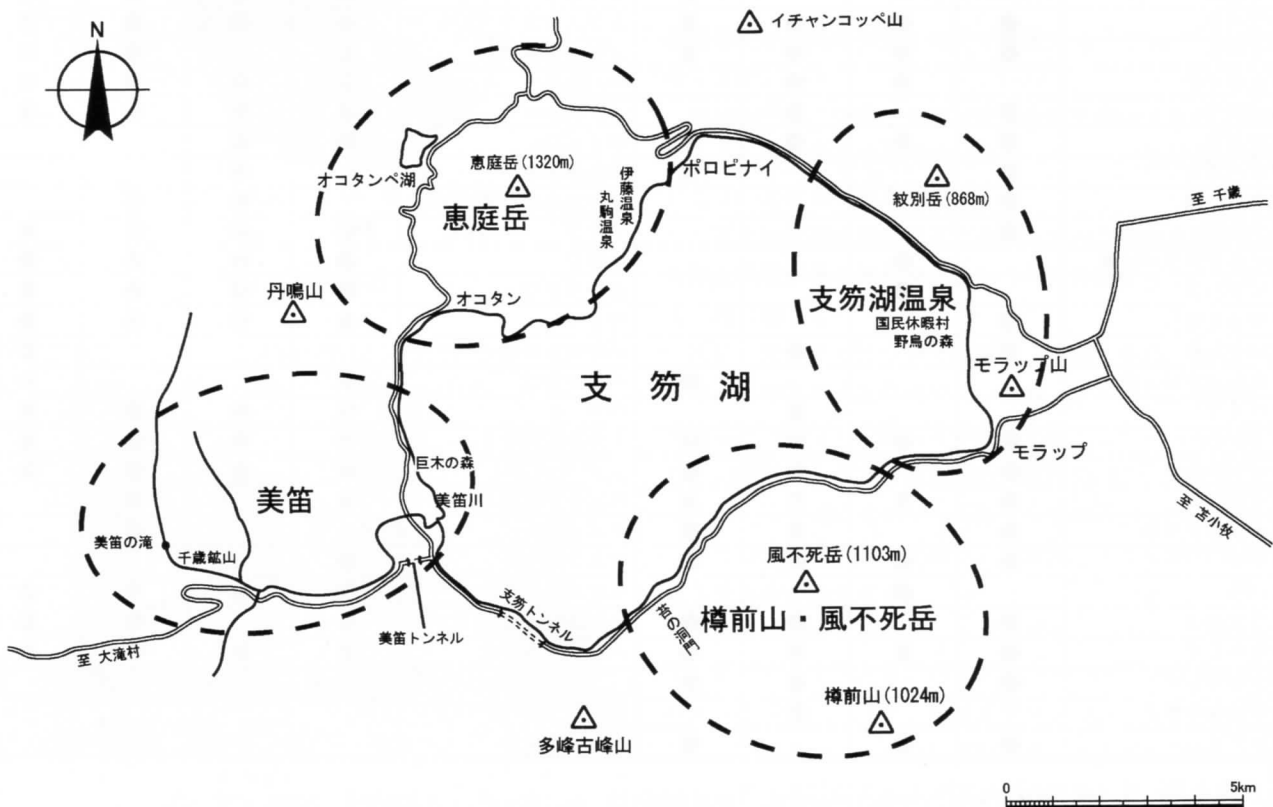 イチャンコッペ山
N
恵庭岳(1320m)
オコタンペ湖
恵庭岳
ポロピナイ
伊藤温泉
丸駒温泉
紋別岳(868m)
至 千歳
丹鳴山
オコタン
支笏湖温泉
国民休暇村
野鳥の森
モラップ山
支 笏 湖
モラップ
巨木の森
美笛
美笛川
至 苫小牧
美笛の滝
千歳鉱山
風不死岳(1103m)
支笏トンネル
苔の洞門
樽前山・風不死岳
美笛トンネル
至 大滝村
樽前山(1024m)
多峰古峰山
0 5km